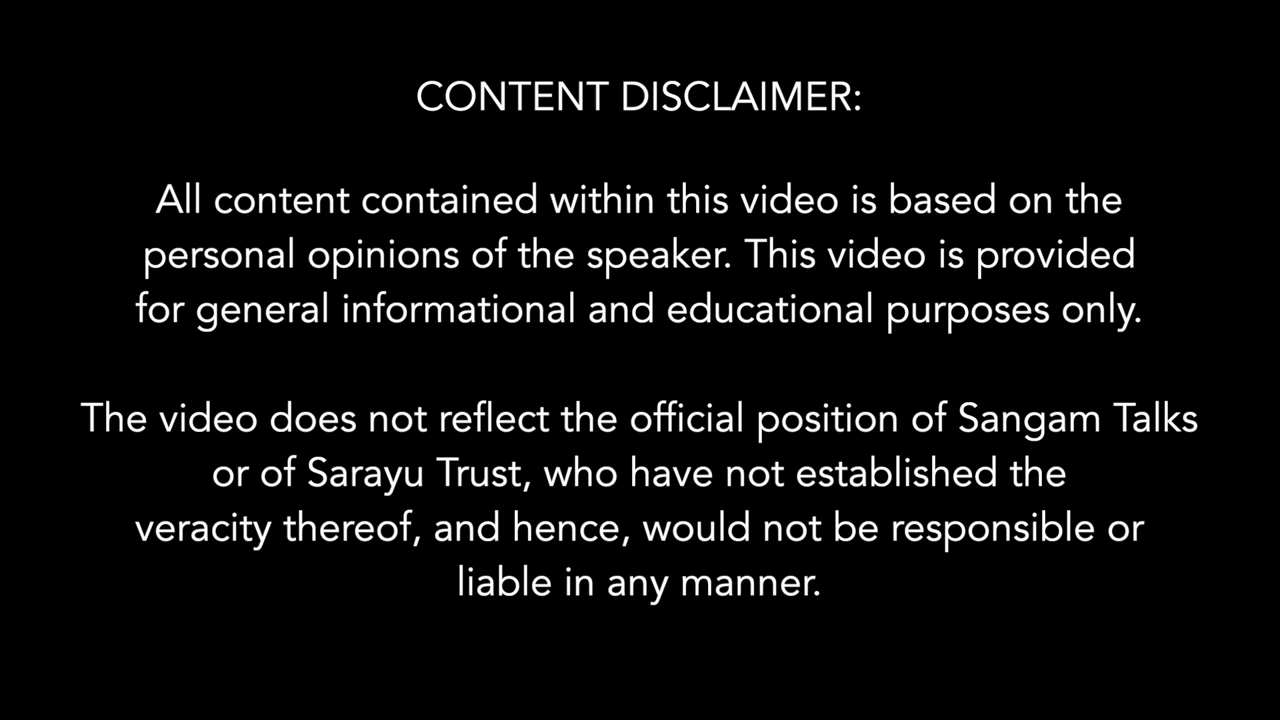 CONTENT DISCLAIMER:
All content contained within this video is based on the
personal opinions of the speaker. This video is provided
for general informational and educational purposes only.
The video does not reflect the official position of Sangam Talks
or of Sarayu Trust, who have not established the
veracity thereof, and hence, would not be responsible or
liable in any manner.